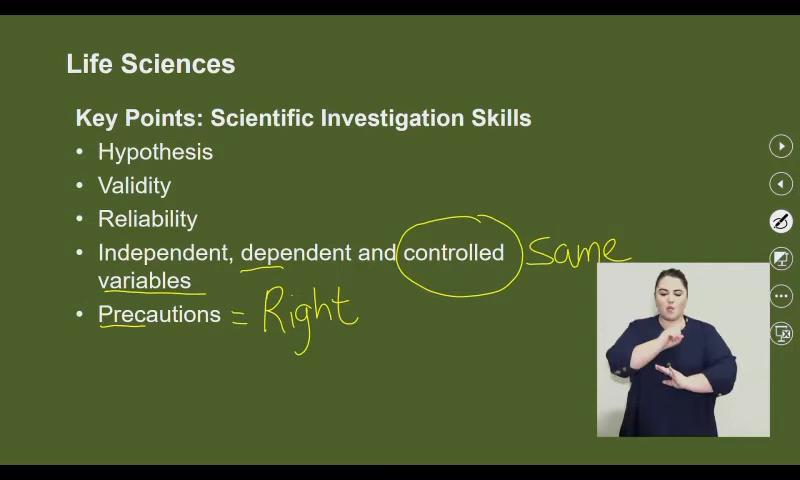 Life Sciences
Key Points: Scientific Investigation Skills
• Hypothesis
• Validity
• Reliability
• Independent, dependent and controlled same
variables
• Precautions = Right